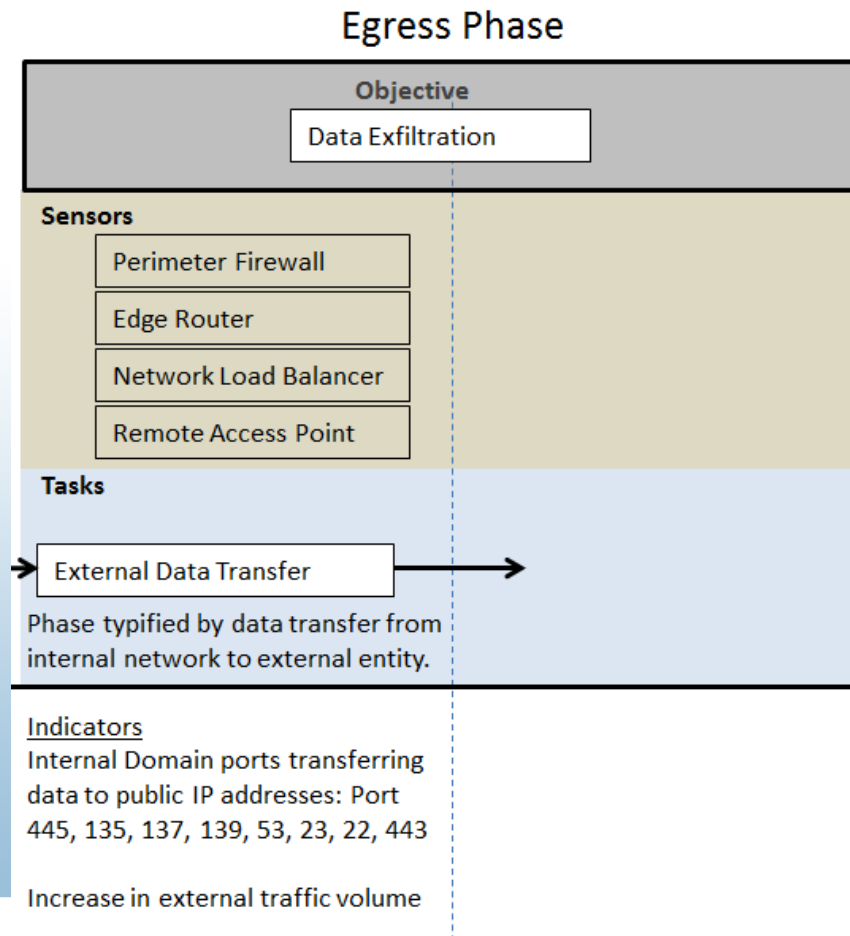 Egress Phase
Objective
Data Exfiltration
Sensors
Perimeter Firewall
Edge Router
Network Load Balancer
Remote Access Point
Tasks
External Data Transfer
Phase typified by data transfer from
internal network to external entity.
Indicators
Internal Domain ports transferring
data to public IP addresses: Port
445, 135, 137, 139, 53, 23, 22, 443
Increase in external traffic volume